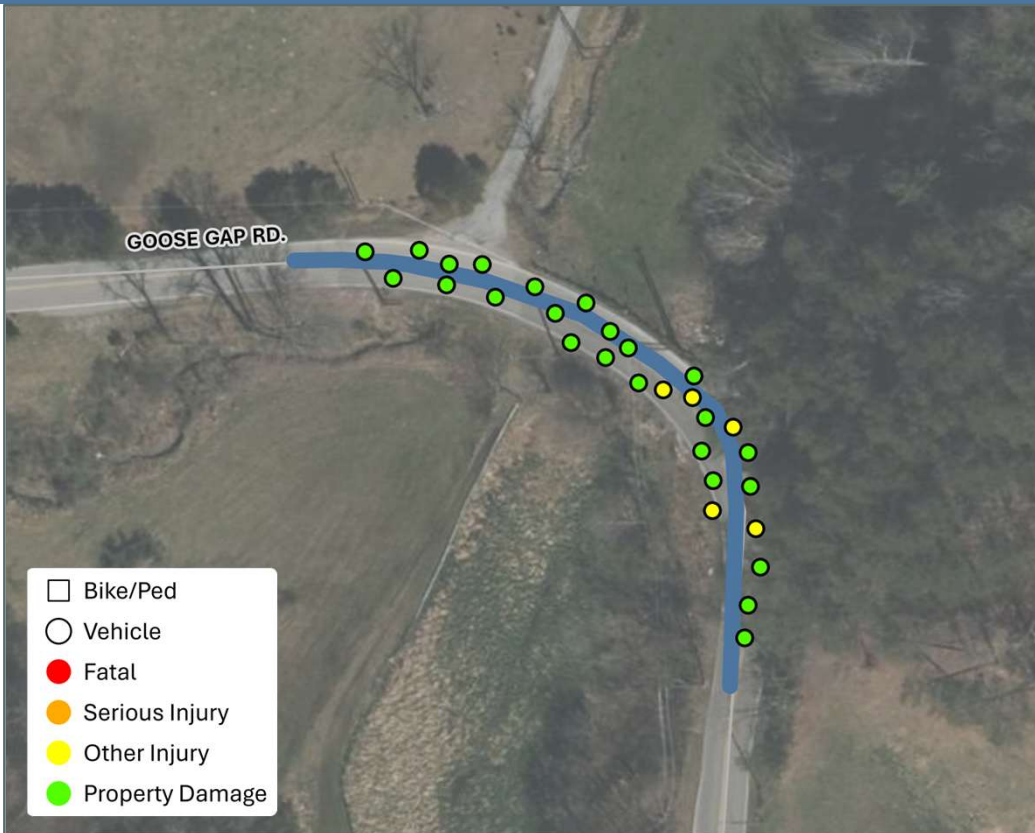 GOOSE GAP RD.
Bike/Ped
Vehicle
Fatal
Serious Injury
Other Injury
Property Damage